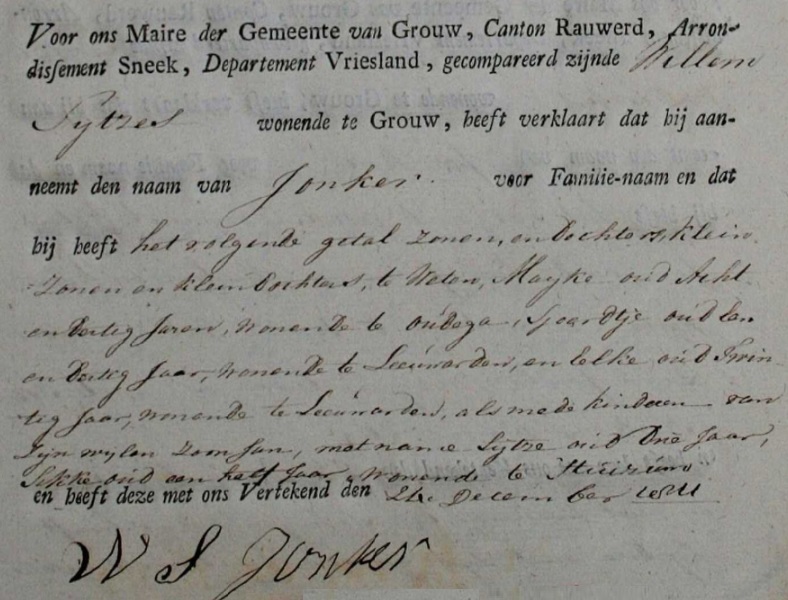 Voor ons Maire der Gemeente van Grouw, Canton Rauwerd, Arron-
dissement Sneek, Departement Vriesland, gecompareerd zijnde Willem
Sytzes wonende te Grouw, heeft verklaart dat hij aan-
neemt den naam van Jonker voor Familie-naam en dat
hij heeft het volgende getal zonen, en dochters, klein
zonen en klein dochters, te weten, Mayke oud Acht
en dertig Jaren, wonende te oudega, Tjaardtje oud Een
en dertig Jaar, wonende te Leeuwarden, en Eelke oud Twin
tig Jaar, wonende te Leeuwarden, als mede kinderen van
Zijn wijlen zoon Jan, met name Sytze oud Drie Jaar,
Sikke oud een half Jaar wonende te
en heeft deze met ons Vertekend den December 1811
W S Jonker